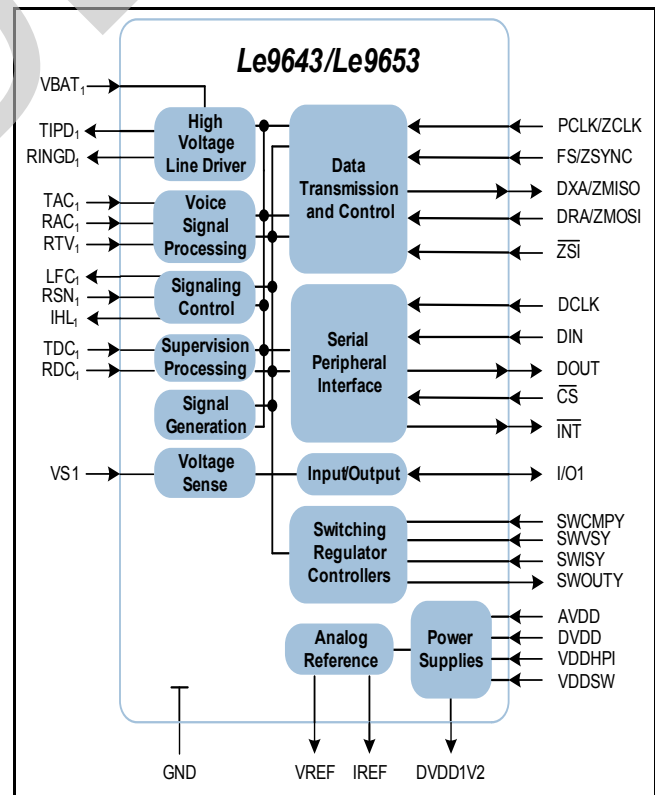 Le9643/Le9653
VBAT₁
TIPD₁
RINGD₁
TAC₁
RAC₁
RTV₁
LFC₁
RSN₁
IHL₁
TDC₁
RDC₁
VS1
High
Voltage
Line Driver
Voice
Signal
Processing
Signaling
Control
Supervision
Processing
Signal
Generation
Voltage
Sense
Data
Transmission
and Control
Serial
Peripheral
Interface
Input/Output
Switching
Regulator
Controllers
Analog
Reference
Power
Supplies
PCLK/ZCLK
FS/ZSYNC
DXA/ZMISO
DRA/ZMOSI
Z̅S̅I̅
DCLK
DIN
DOUT
C̅S̅
I̅N̅T̅
I/O1
SWCMPY
SWVSY
SWISY
SWOUTY
AVDD
DVDD
VDDHPI
VDDSW
GND
VREF
IREF
DVDD1V2